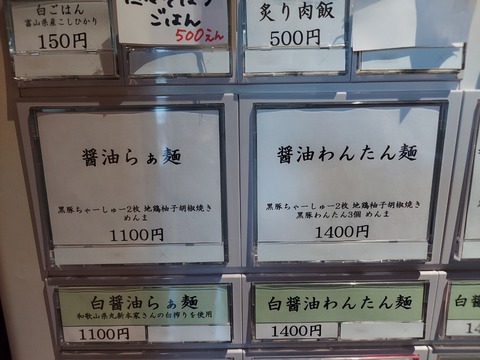 白ごはん
富山県産こしひかり
150円
ごはん
500えん
炙り肉飯
500円
醤油らぁ麺
黒豚ちゃーしゅー2枚 地鶏柚子胡椒焼き
めんま
1100円
醤油わんたん麺
黒豚ちゃーしゅー2枚 地鶏柚子胡椒焼き
黒豚わんたん3個 めんま
1400円
白醤油らぁ麺
和歌山県丸新本家さんの白搾りを使用
1100円
白醤油わんたん麺
1400円